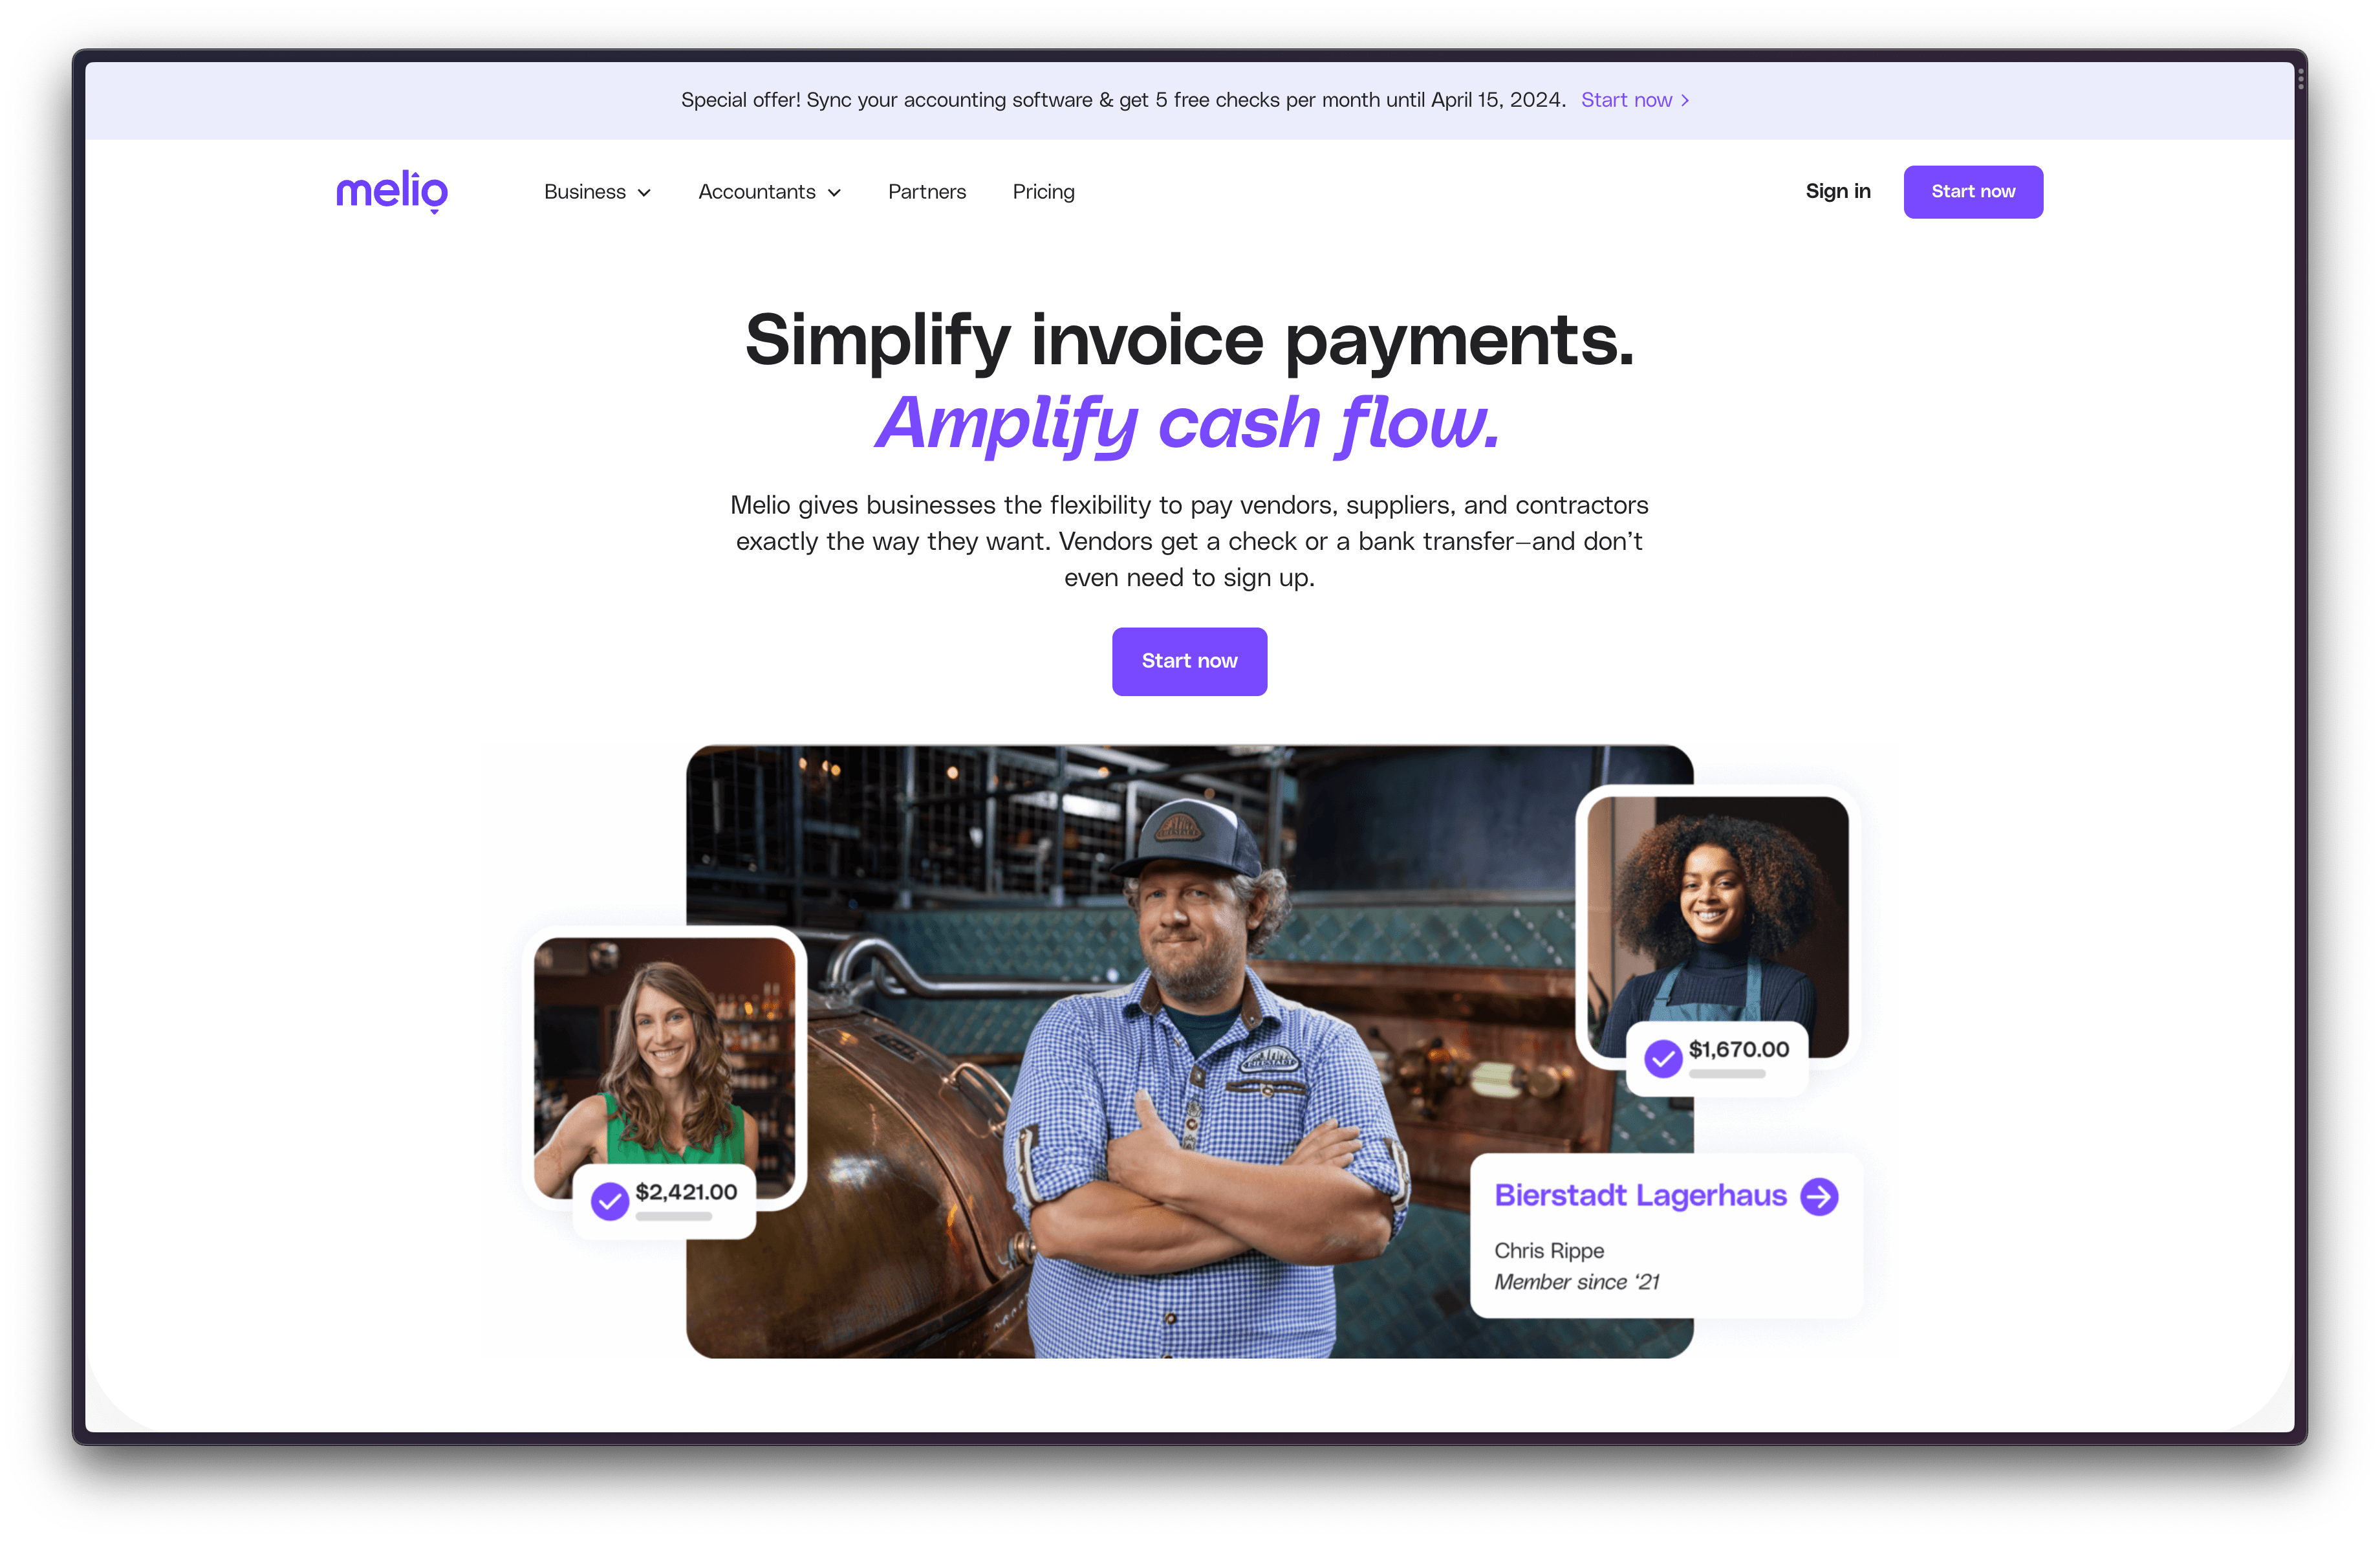 Special offer! Sync your accounting software & get 5 free checks per month until April 15, 2024. Start now
melio
Business
Accountants
Partners
Pricing
Sign in
Start now
Simplify invoice payments.
Amplify cash flow.
Melio gives businesses the flexibility to pay vendors, suppliers, and contractors
exactly the way they want. Vendors get a check or a bank transfer—and don’t
even need to sign up.
Start now
$1,670.00
$2,421.00
Bierstadt Lagerhaus
Chris Rippe
Member since ‘21